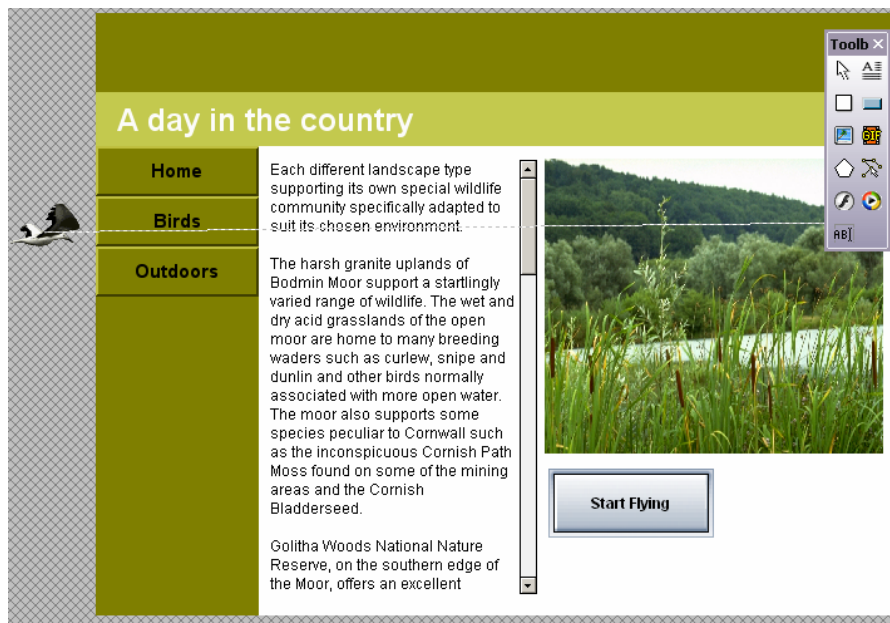 Toolb
A day in the country
Home
Birds
Outdoors
Each different landscape type
supporting its own special wildlife
community specifically adapted to
suit its chosen environment.
The harsh granite uplands of
Bodmin Moor support a startlingly
varied range of wildlife. The wet and
dry acid grasslands of the open
moor are home to many breeding
waders such as curlew, snipe and
dunlin and other birds normally
associated with more open water.
The moor also supports some
species peculiar to Cornwall such
as the inconspicuous Cornish Path
Moss found on some of the mining
areas and the Cornish
Bladderseed.
Golitha Woods National Nature
Reserve, on the southern edge of
the Moor, offers an excellent
Start Flying
A
GIF
f
ABI